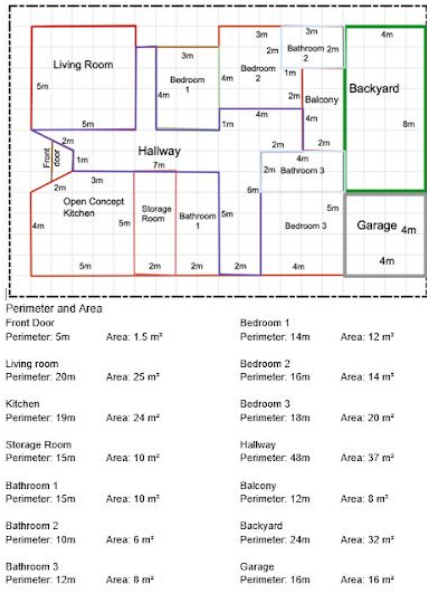 3m
3m
4m
Living Room
3m
2m
Bathroom 2
2m
Bedroom 2
Bedroom 1
4m
1m
Backyard
5m
4m
2m
Balcony
5m
1m
4m
4m
8m
2m
Front door
1m
Hallway
7m
4m
2m
Bathroom 3
2m
3m
6m
Open Concept
Kitchen
4m
5m
Storage
Room
Bathroom
1
5m
5m
Bedroom 3
Garage
4m
5m
2m
2m
2m
4m
4m
Perimeter and Area
Front Door
Perimeter: 5m Area: 1.5 m²
Living room
Perimeter: 20m Area: 25 m²
Kitchen
Perimeter: 19m Area: 24 m²
Storage Room
Perimeter: 15m Area: 10 m²
Bathroom 1
Perimeter: 15m Area: 10 m²
Bathroom 2
Perimeter: 10m Area: 6 m²
Bathroom 3
Perimeter: 12m Area: 8 m²
Bedroom 1
Perimeter: 14m Area: 12 m²
Bedroom 2
Perimeter: 16m Area: 14 m²
Bedroom 3
Perimeter: 18m Area: 20 m²
Hallway
Perimeter: 48m Area: 37 m²
Balcony
Perimeter: 12m Area: 8 m²
Backyard
Perimeter: 24m Area: 32 m²
Garage
Perimeter: 16m Area: 16 m²